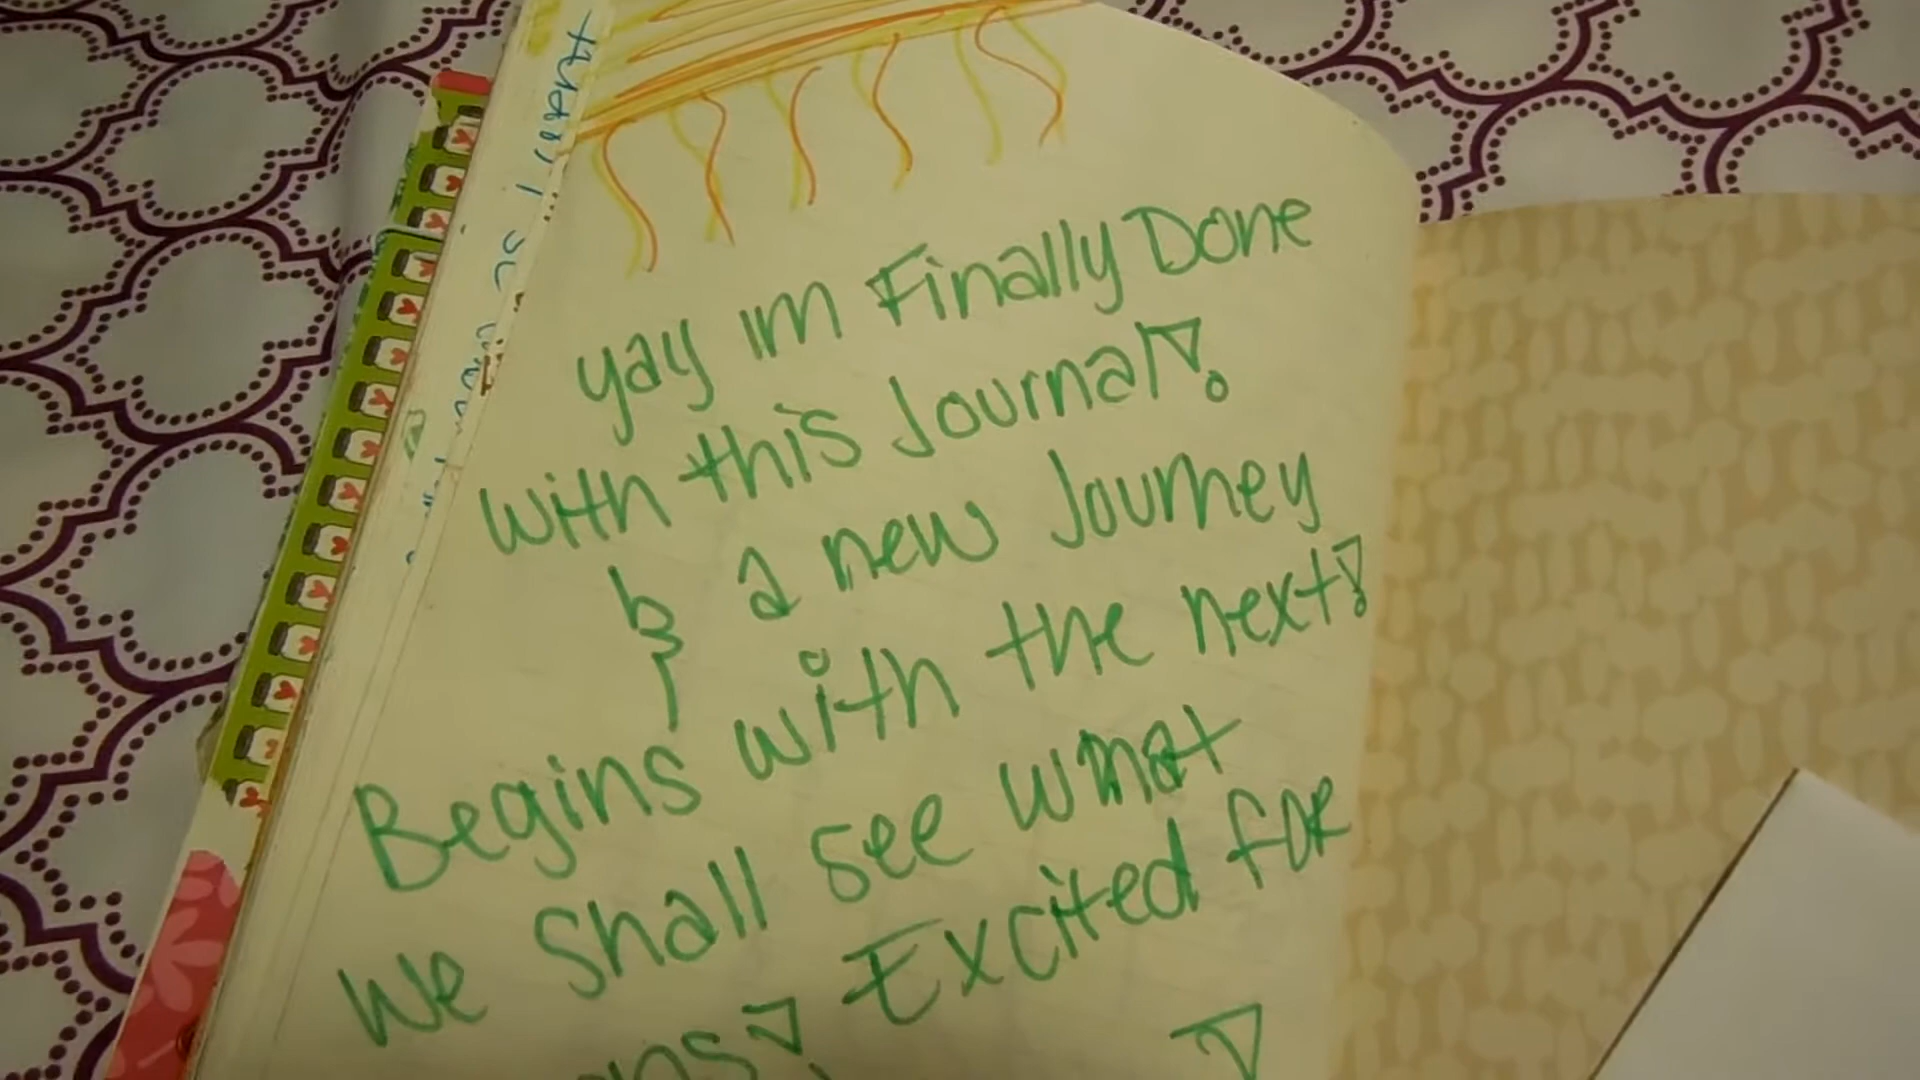 yay im Finally Done
with this Journal!
& a new Journey
Begins with the next!
We shall see what
Excited for